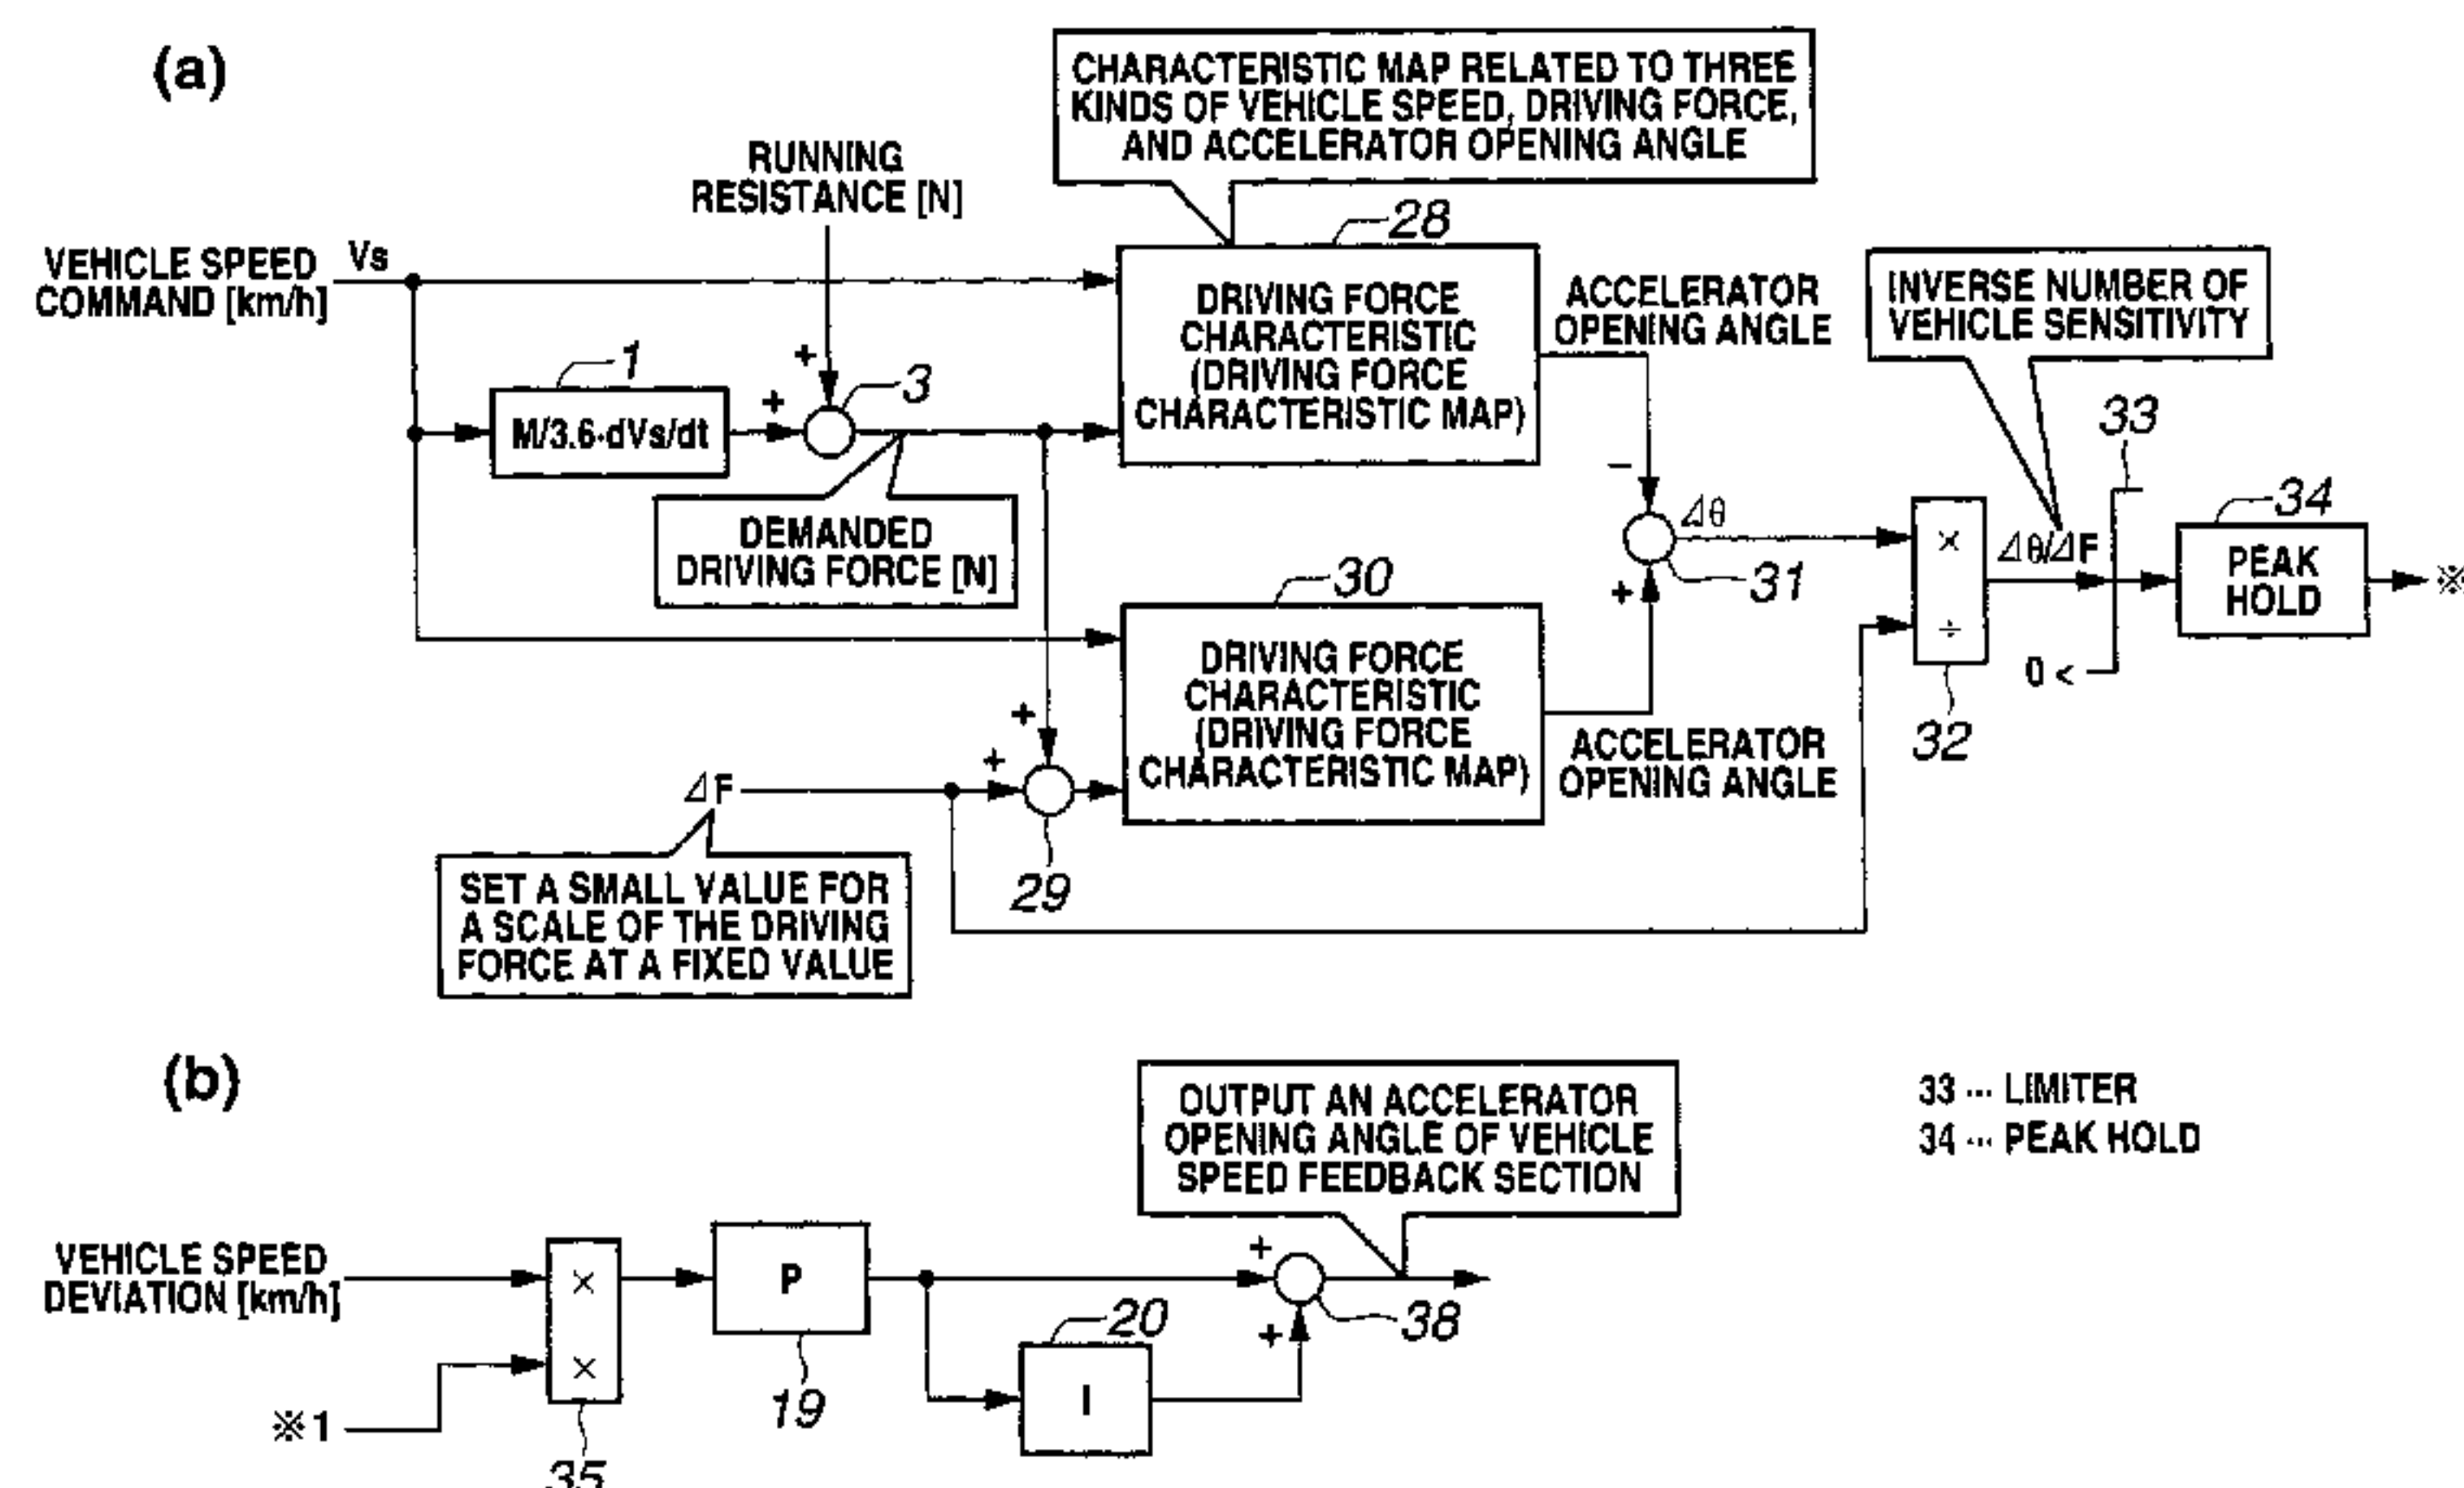 (a)
CHARACTERISTIC MAP RELATED TO THREE
KINDS OF VEHICLE SPEED, DRIVING FORCE,
AND ACCELERATOR OPENING ANGLE
RUNNING
RESISTANCE [N]
28
VEHICLE SPEED
COMMAND [km/h]
Vs
1
M/3.6·dVs/dt
+
+
3
DRIVING FORCE
CHARACTERISTIC
(DRIVING FORCE
CHARACTERISTIC MAP)
ACCELERATOR
OPENING ANGLE
INVERSE NUMBER OF
VEHICLE SENSITIVITY
33
DEMANDED
DRIVING FORCE [N]
−
Δθ
31
+
×
÷
32
Δθ/ΔF
0 <
34
PEAK
HOLD
※
30
DRIVING FORCE
CHARACTERISTIC
(DRIVING FORCE
CHARACTERISTIC MAP)
ACCELERATOR
OPENING ANGLE
+
+
ΔF
29
SET A SMALL VALUE FOR
A SCALE OF THE DRIVING
FORCE AT A FIXED VALUE
(b)
OUTPUT AN ACCELERATOR
OPENING ANGLE OF VEHICLE
SPEED FEEDBACK SECTION
33 ··· LIMITER
34 ··· PEAK HOLD
VEHICLE SPEED
DEVIATION [km/h]
※1
×
×
35
P
19
20
I
+
+
38